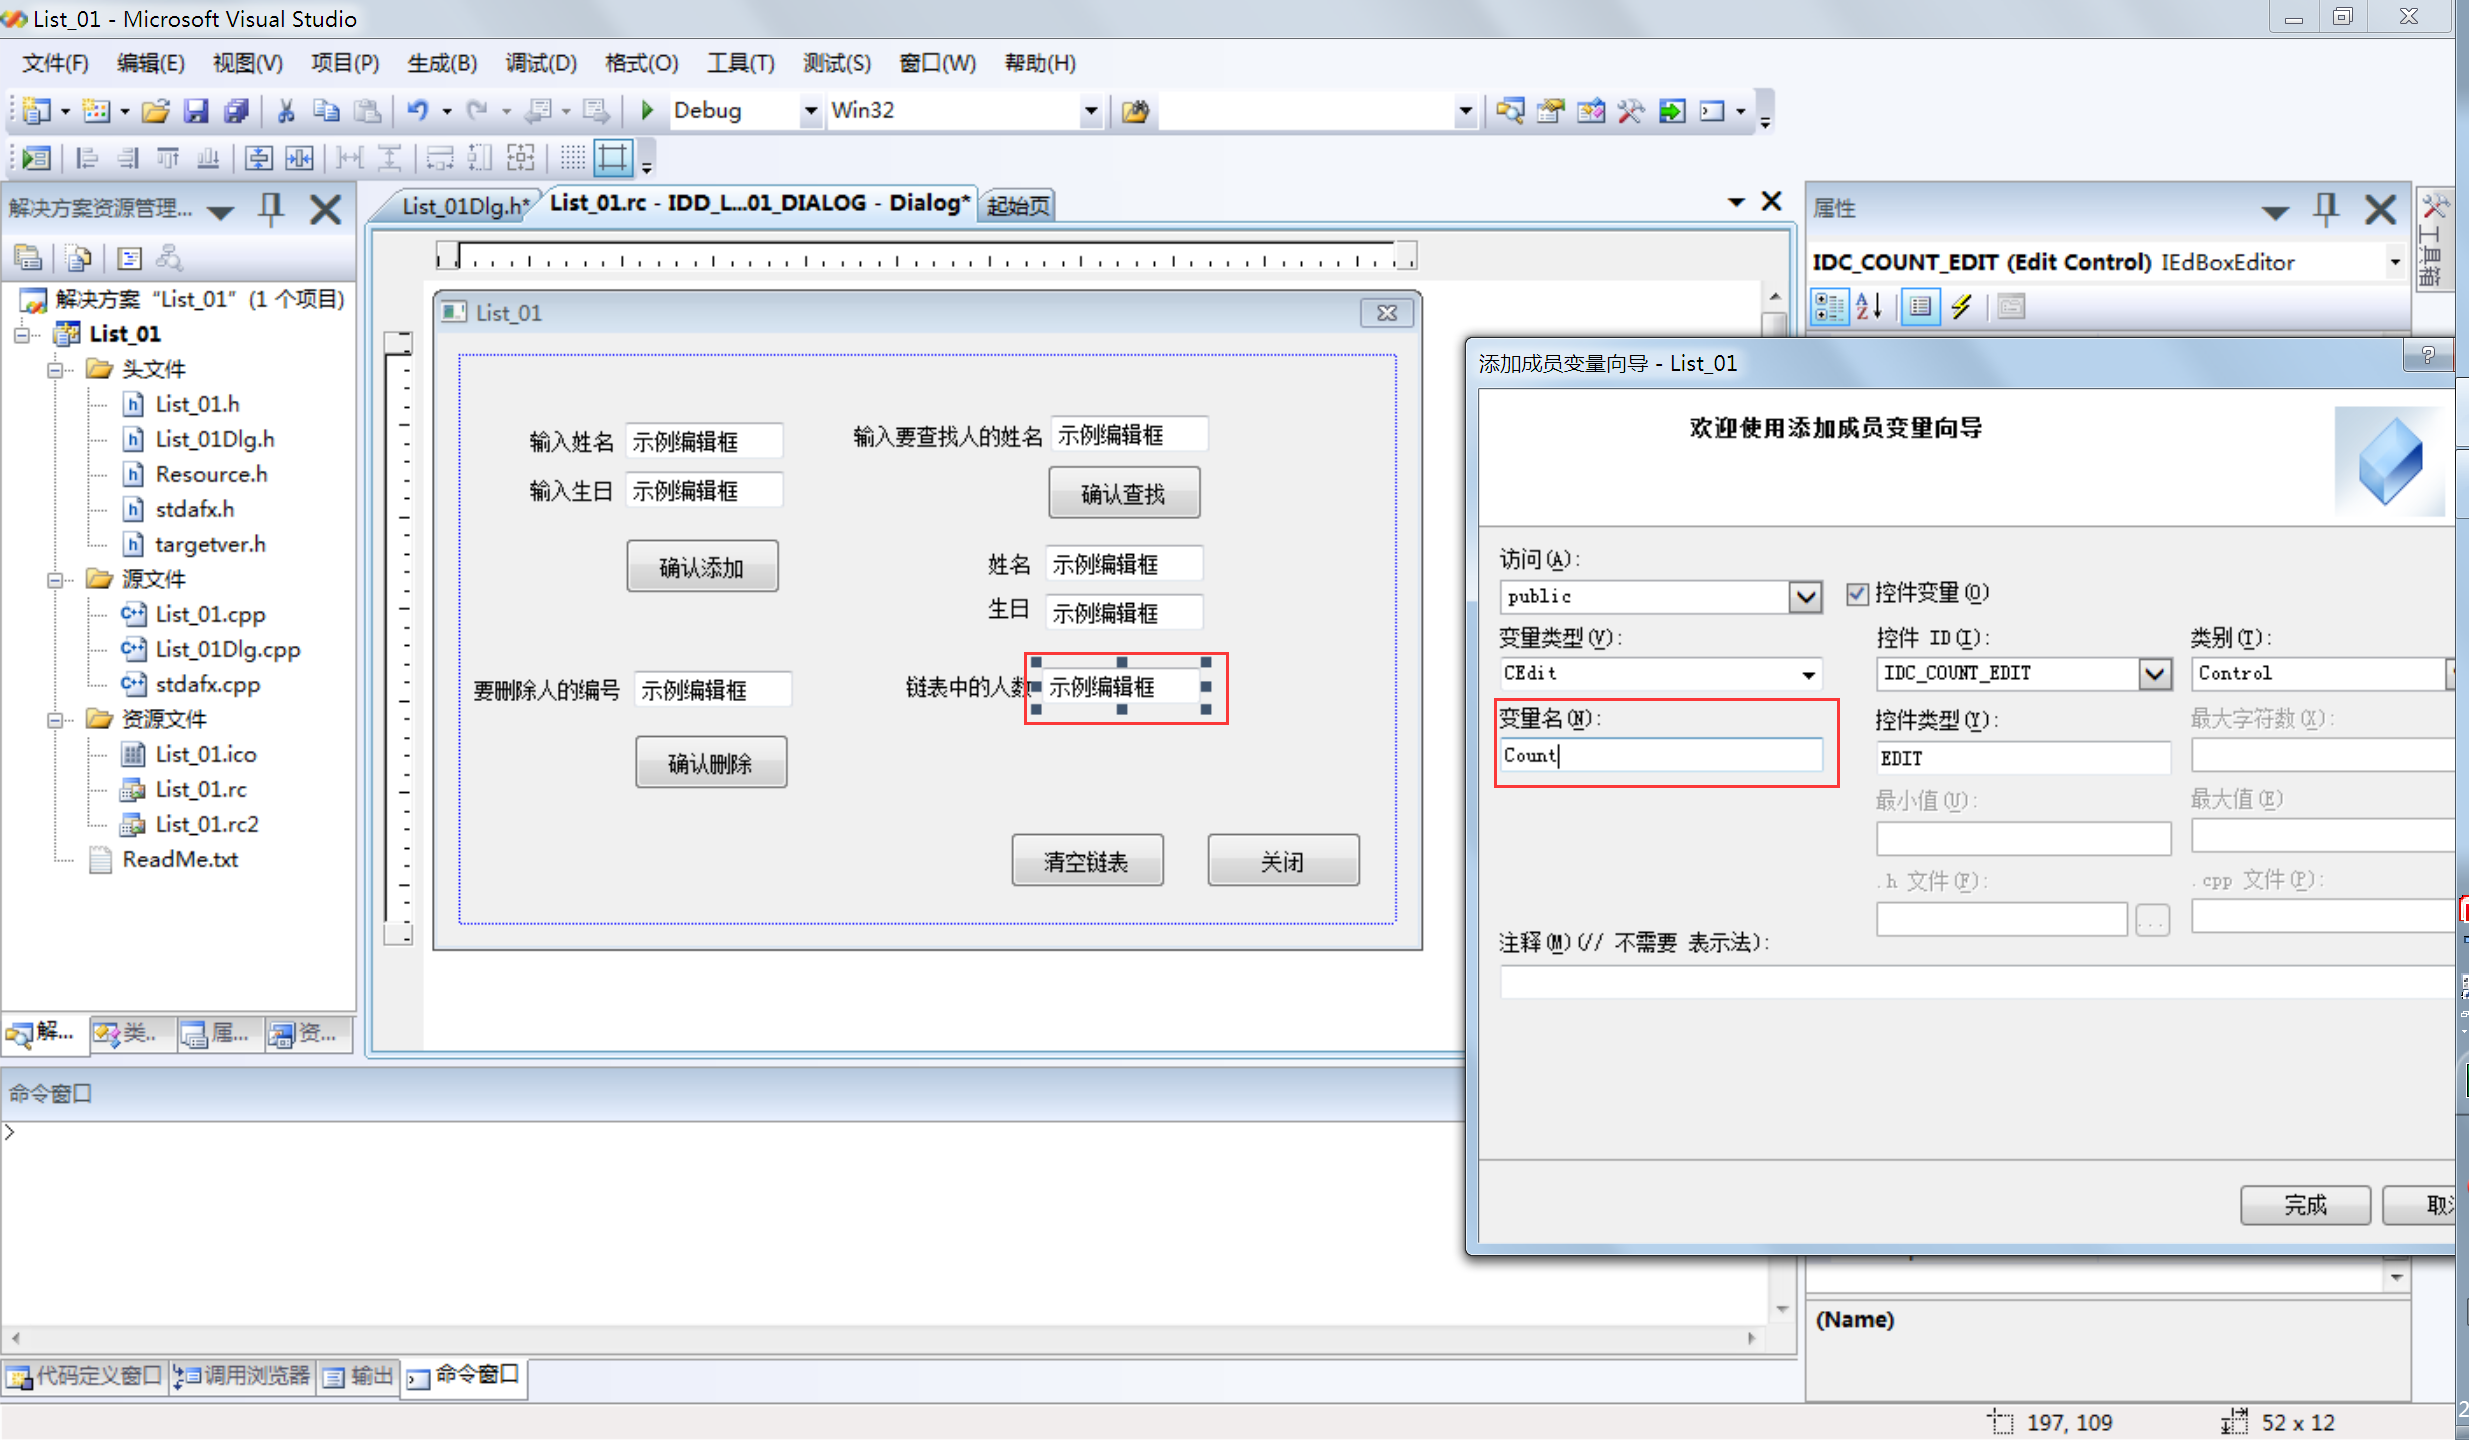 List_01 - Microsoft Visual Studio
文件(F) 编辑(E) 视图(V) 项目(P) 生成(B) 调试(D) 格式(O) 工具(T) 测试(S) 窗口(W) 帮助(H)
Debug Win32
解决方案资源管理...
List_01Dlg.h* List_01.rc - IDD_L...01_DIALOG - Dialog* 起始页
属性
工具箱
IDC_COUNT_EDIT (Edit Control) IEdBoxEditor
解决方案 “List_01” (1 个项目)
List_01
头文件
List_01.h
List_01Dlg.h
Resource.h
stdafx.h
targetver.h
源文件
List_01.cpp
List_01Dlg.cpp
stdafx.cpp
资源文件
List_01.ico
List_01.rc
List_01.rc2
ReadMe.txt
解... 类.. 属... 资...
List_01
输入姓名 示例编辑框
输入要查找人的姓名 示例编辑框
输入生日 示例编辑框
确认查找
确认添加
姓名 示例编辑框
生日 示例编辑框
要删除人的编号 示例编辑框
链表中的人数 示例编辑框
确认删除
清空链表 关闭
添加成员变量向导 - List_01
?
欢迎使用添加成员变量向导
访问(A):
public
控件变量(O)
变量类型(V): 控件 ID(I): 类别(T):
CEdit IDC_COUNT_EDIT Control
变量名(N): 控件类型(Y): 最大字符数(X):
Count EDIT
最小值(U): 最大值(E)
.h 文件(F): .cpp 文件(P):
...
注释(M)(// 不需要 表示法):
完成
命令窗口
>
(Name)
代码定义窗口 调用浏览器 输出 命令窗口
197, 109 52 x 12